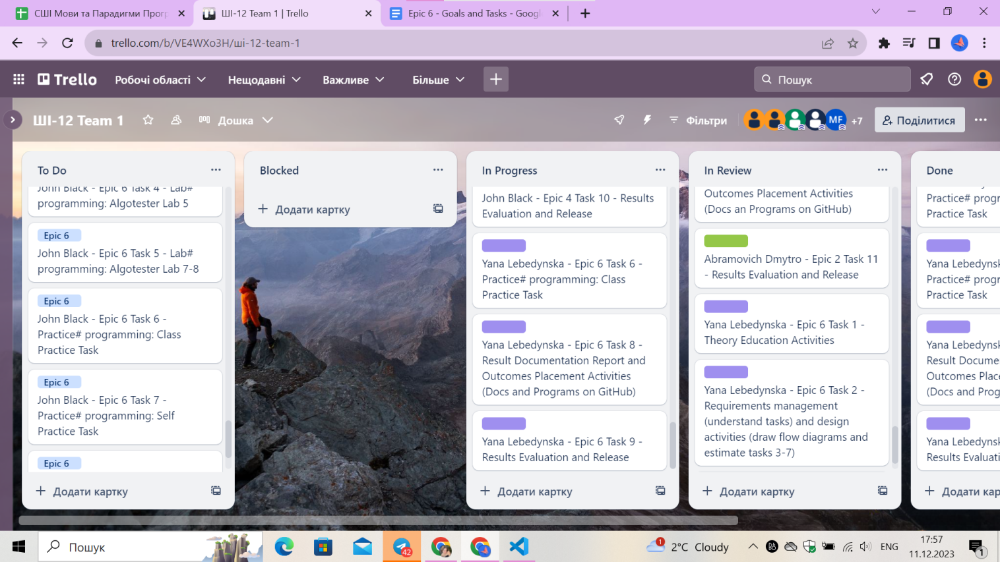 СШІ Мови та Парадигми Прогр
ШІ-12 Team 1 | Trello
Epic 6 - Goals and Tasks - Googl
trello.com/b/VE4WXo3H/ші-12-team-1
Trello
Робочі області
Нещодавні
Важливе
Більше
Пошук
ШІ-12 Team 1
Дошка
Фільтри
MF
+7
Поділитися
To Do
John Black - Epic 6 Task 4 - Lab#
programming: Algotester Lab 5
Epic 6
John Black - Epic 6 Task 5 - Lab#
programming: Algotester Lab 7-8
Epic 6
John Black - Epic 6 Task 6 -
Practice# programming: Class
Practice Task
Epic 6
John Black - Epic 6 Task 7 -
Practice# programming: Self
Practice Task
Epic 6
Додати картку
Blocked
Додати картку
In Progress
John Black - Epic 4 Task 10 - Results
Evaluation and Release
Yana Lebedynska - Epic 6 Task 6 -
Practice# programming: Class
Practice Task
Yana Lebedynska - Epic 6 Task 8 -
Result Documentation Report and
Outcomes Placement Activities
(Docs and Programs on GitHub)
Yana Lebedynska - Epic 6 Task 9 -
Results Evaluation and Release
Додати картку
In Review
Outcomes Placement Activities
(Docs an Programs on GitHub)
Abramovich Dmytro - Epic 2 Task 11
- Results Evaluation and Release
Yana Lebedynska - Epic 6 Task 1 -
Theory Education Activities
Yana Lebedynska - Epic 6 Task 2 -
Requirements management
(understand tasks) and design
activities (draw flow diagrams and
estimate tasks 3-7)
Додати картку
Done
Practice# progr
Practice Task
Yana Lebedynsk
Practice# progr
Practice Task
Yana Lebedynsk
Result Docume
Outcomes Plac
(Docs and Prog
Yana Lebedynsk
Results Evaluati
Додати кар
Пошук
42
1
2°C Cloudy
ENG
17:57
11.12.2023
1